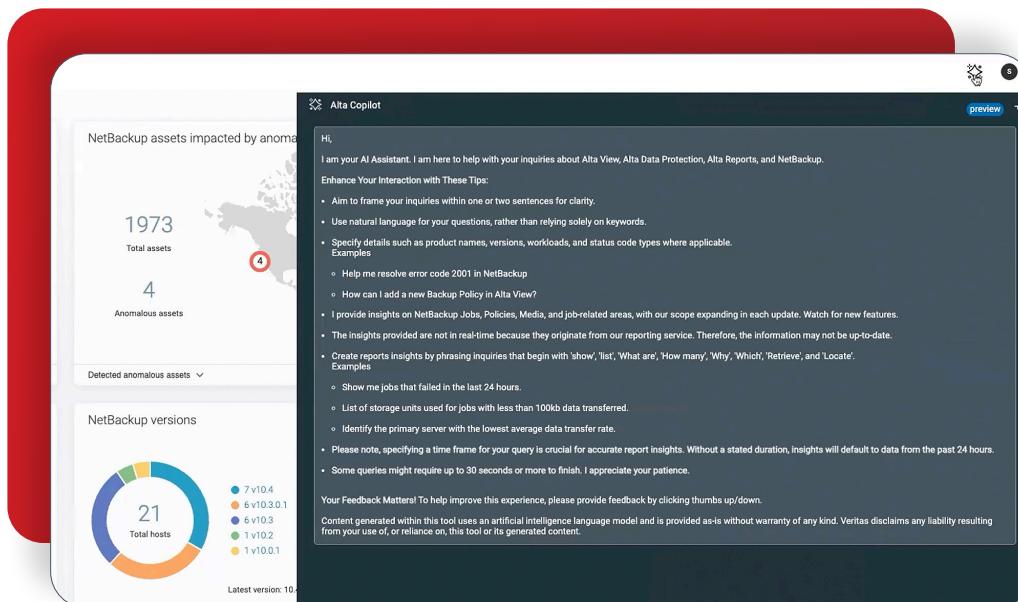 S
NetBackup assets impacted by anoma
1973
Total assets
4
Anomalous assets
4
Detected anomalous assets
NetBackup versions
21
Total hosts
7 v10.4
6 v10.3.0.1
6 v10.3
1 v10.2
1 v10.0.1
Latest version: 10.
Alta Copilot
preview
Hi,
I am your AI Assistant. I am here to help with your inquiries about Alta View, Alta Data Protection, Alta Reports, and NetBackup.
Enhance Your Interaction with These Tips:
• Aim to frame your inquiries within one or two sentences for clarity.
• Use natural language for your questions, rather than relying solely on keywords.
• Specify details such as product names, versions, workloads, and status code types where applicable.
Examples
◦ Help me resolve error code 2001 in NetBackup
◦ How can I add a new Backup Policy in Alta View?
• I provide insights on NetBackup Jobs, Policies, Media, and job-related areas, with our scope expanding in each update. Watch for new features.
• The insights provided are not in real-time because they originate from our reporting service. Therefore, the information may not be up-to-date.
• Create reports insights by phrasing inquiries that begin with 'show', 'list', 'What are', 'How many', 'Why', 'Which', 'Retrieve', and 'Locate'.
Examples
◦ Show me jobs that failed in the last 24 hours.
◦ List of storage units used for jobs with less than 100kb data transferred.
◦ Identify the primary server with the lowest average data transfer rate.
• Please note, specifying a time frame for your query is crucial for accurate report insights. Without a stated duration, insights will default to data from the past 24 hours.
• Some queries might require up to 30 seconds or more to finish. I appreciate your patience.
Your Feedback Matters! To help improve this experience, please provide feedback by clicking thumbs up/down.
Content generated within this tool uses an artificial intelligence language model and is provided as-is without warranty of any kind. Veritas disclaims any liability resulting
from your use of, or reliance on, this tool or its generated content.